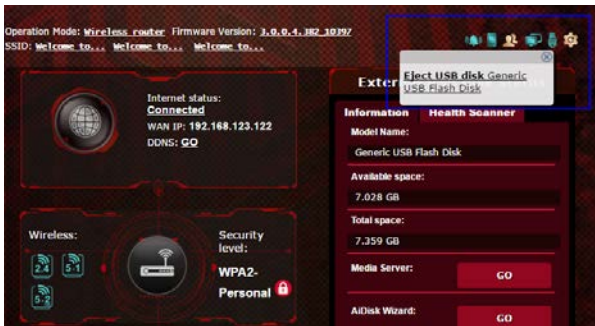 Operation Mode: Wireless router Firmware Version: 3.0.0.4.382_10397
SSID: Welcome to... Welcome to... Welcome to...
Eject USB disk Generic
USB Flash Disk
Exter
Internet status:
Connected
WAN IP: 192.168.123.122
DDNS: GO
Information Health Scanner
Model Name:
Generic USB Flash Disk
Available space:
7.028 GB
Total space:
7.359 GB
Media Server: GO
AiDisk Wizard: GO
Wireless:
2.4 5-1
5-2
Security
level:
WPA2-
Personal